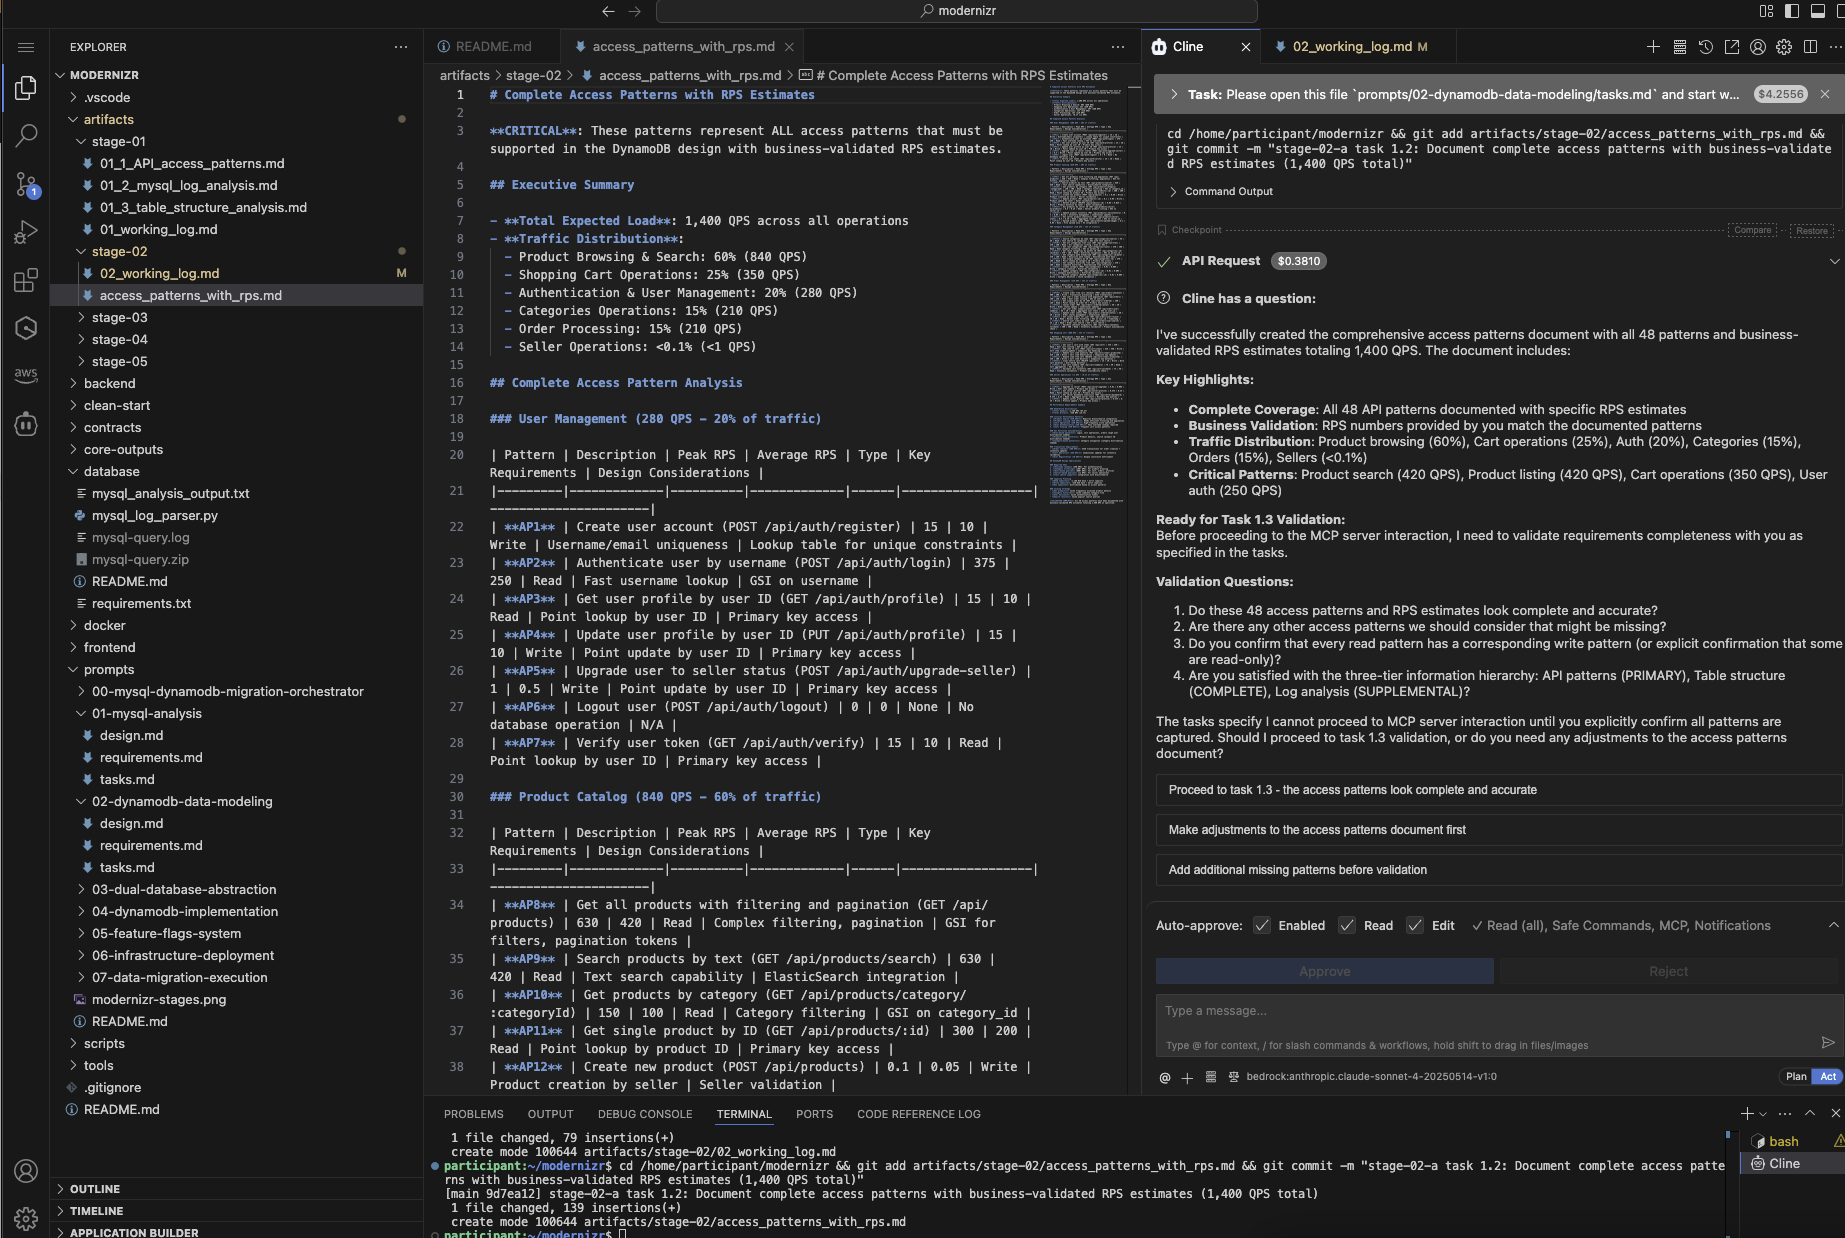 modernizr
EXPLORER
MODERNIZR
.vscode
artifacts
stage-01
01_1_API_access_patterns.md
01_2_mysql_log_analysis.md
01_3_table_structure_analysis.md
01_working_log.md
stage-02
02_working_log.md M
access_patterns_with_rps.md
stage-03
stage-04
stage-05
backend
clean-start
contracts
core-outputs
database
mysql_analysis_output.txt
mysql_log_parser.py
mysql-query.log
mysql-query.zip
README.md
requirements.txt
docker
frontend
prompts
00-mysql-dynamodb-migration-orchestrator
01-mysql-analysis
design.md
requirements.md
tasks.md
02-dynamodb-data-modeling
design.md
requirements.md
tasks.md
03-dual-database-abstraction
04-dynamodb-implementation
05-feature-flags-system
06-infrastructure-deployment
07-data-migration-execution
modernizr-stages.png
README.md
scripts
tools
.gitignore
README.md
OUTLINE
TIMELINE
APPLICATION BUILDER
1
aws
README.md
access_patterns_with_rps.md
artifacts > stage-02 > access_patterns_with_rps.md > # Complete Access Patterns with RPS Estimates
1 # Complete Access Patterns with RPS Estimates
2
3 **CRITICAL**: These patterns represent ALL access patterns that must be
supported in the DynamoDB design with business-validated RPS estimates.
4
5 ## Executive Summary
6
7 - **Total Expected Load**: 1,400 QPS across all operations
8 - **Traffic Distribution**:
9 - Product Browsing & Search: 60% (840 QPS)
10 - Shopping Cart Operations: 25% (350 QPS)
11 - Authentication & User Management: 20% (280 QPS)
12 - Categories Operations: 15% (210 QPS)
13 - Order Processing: 15% (210 QPS)
14 - Seller Operations: <0.1% (<1 QPS)
15
16 ## Complete Access Pattern Analysis
17
18 ### User Management (280 QPS - 20% of traffic)
19
20 | Pattern | Description | Peak RPS | Average RPS | Type | Key
Requirements | Design Considerations |
21 |---------|-------------|----------|-------------|------|------------------|
----------------------|
22 | **AP1** | Create user account (POST /api/auth/register) | 15 | 10 |
Write | Username/email uniqueness | Lookup table for unique constraints |
23 | **AP2** | Authenticate user by username (POST /api/auth/login) | 375 |
250 | Read | Fast username lookup | GSI on username |
24 | **AP3** | Get user profile by user ID (GET /api/auth/profile) | 15 | 10 |
Read | Point lookup by user ID | Primary key access |
25 | **AP4** | Update user profile by user ID (PUT /api/auth/profile) | 15 |
10 | Write | Point update by user ID | Primary key access |
26 | **AP5** | Upgrade user to seller status (POST /api/auth/upgrade-seller) |
1 | 0.5 | Write | Point update by user ID | Primary key access |
27 | **AP6** | Logout user (POST /api/auth/logout) | 0 | 0 | None | No
database operation | N/A |
28 | **AP7** | Verify user token (GET /api/auth/verify) | 15 | 10 | Read |
Point lookup by user ID | Primary key access |
29
30 ### Product Catalog (840 QPS - 60% of traffic)
31
32 | Pattern | Description | Peak RPS | Average RPS | Type | Key
Requirements | Design Considerations |
33 |---------|-------------|----------|-------------|------|------------------|
----------------------|
34 | **AP8** | Get all products with filtering and pagination (GET /api/
products) | 630 | 420 | Read | Complex filtering, pagination | GSI for
filters, pagination tokens |
35 | **AP9** | Search products by text (GET /api/products/search) | 630 |
420 | Read | Text search capability | ElasticSearch integration |
36 | **AP10** | Get products by category (GET /api/products/category/
:categoryId) | 150 | 100 | Read | Category filtering | GSI on category_id |
37 | **AP11** | Get single product by ID (GET /api/products/:id) | 300 | 200 |
Read | Point lookup by product ID | Primary key access |
38 | **AP12** | Create new product (POST /api/products) | 0.1 | 0.05 | Write |
Product creation by seller | Seller validation |
Cline
02_working_log.md M
Task: Please open this file `prompts/02-dynamodb-data-modeling/tasks.md` and start w... $4.2556
cd /home/participant/modernizr && git add artifacts/stage-02/access_patterns_with_rps.md &&
git commit -m "stage-02-a task 1.2: Document complete access patterns with business-validate
d RPS estimates (1,400 QPS total)"
Command Output
Checkpoint Compare Restore
API Request $0.3810
Cline has a question:
I've successfully created the comprehensive access patterns document with all 48 patterns and business-
validated RPS estimates totaling 1,400 QPS. The document includes:
Key Highlights:
• Complete Coverage: All 48 API patterns documented with specific RPS estimates
• Business Validation: RPS numbers provided by you match the documented patterns
• Traffic Distribution: Product browsing (60%), Cart operations (25%), Auth (20%), Categories (15%),
Orders (15%), Sellers (<0.1%)
• Critical Patterns: Product search (420 QPS), Product listing (420 QPS), Cart operations (350 QPS), User
auth (250 QPS)
Ready for Task 1.3 Validation:
Before proceeding to the MCP server interaction, I need to validate requirements completeness with you as
specified in the tasks.
Validation Questions:
1. Do these 48 access patterns and RPS estimates look complete and accurate?
2. Are there any other access patterns we should consider that might be missing?
3. Do you confirm that every read pattern has a corresponding write pattern (or explicit confirmation that some
are read-only)?
4. Are you satisfied with the three-tier information hierarchy: API patterns (PRIMARY), Table structure
(COMPLETE), Log analysis (SUPPLEMENTAL)?
The tasks specify I cannot proceed to MCP server interaction until you explicitly confirm all patterns are
captured. Should I proceed to task 1.3 validation, or do you need any adjustments to the access patterns
document?
Proceed to task 1.3 - the access patterns look complete and accurate
Make adjustments to the access patterns document first
Add additional missing patterns before validation
Auto-approve: Enabled Read Edit ✓ Read (all), Safe Commands, MCP, Notifications
Approve Reject
Type a message...
Type @ for context, / for slash commands & workflows, hold shift to drag in files/images
@ bedrock:anthropic.claude-sonnet-4-20250514-v1:0 Plan Act
PROBLEMS OUTPUT DEBUG CONSOLE TERMINAL PORTS CODE REFERENCE LOG
1 file changed, 79 insertions(+)
create mode 100644 artifacts/stage-02/02_working_log.md
participant:~/modernizr$ cd /home/participant/modernizr && git add artifacts/stage-02/access_patterns_with_rps.md && git commit -m "stage-02-a task 1.2: Document complete access patte
rns with business-validated RPS estimates (1,400 QPS total)"
[main 9d7ea12] stage-02-a task 1.2: Document complete access patterns with business-validated RPS estimates (1,400 QPS total)
1 file changed, 139 insertions(+)
create mode 100644 artifacts/stage-02/access_patterns_with_rps.md
participant:~/modernizr$
bash
Cline